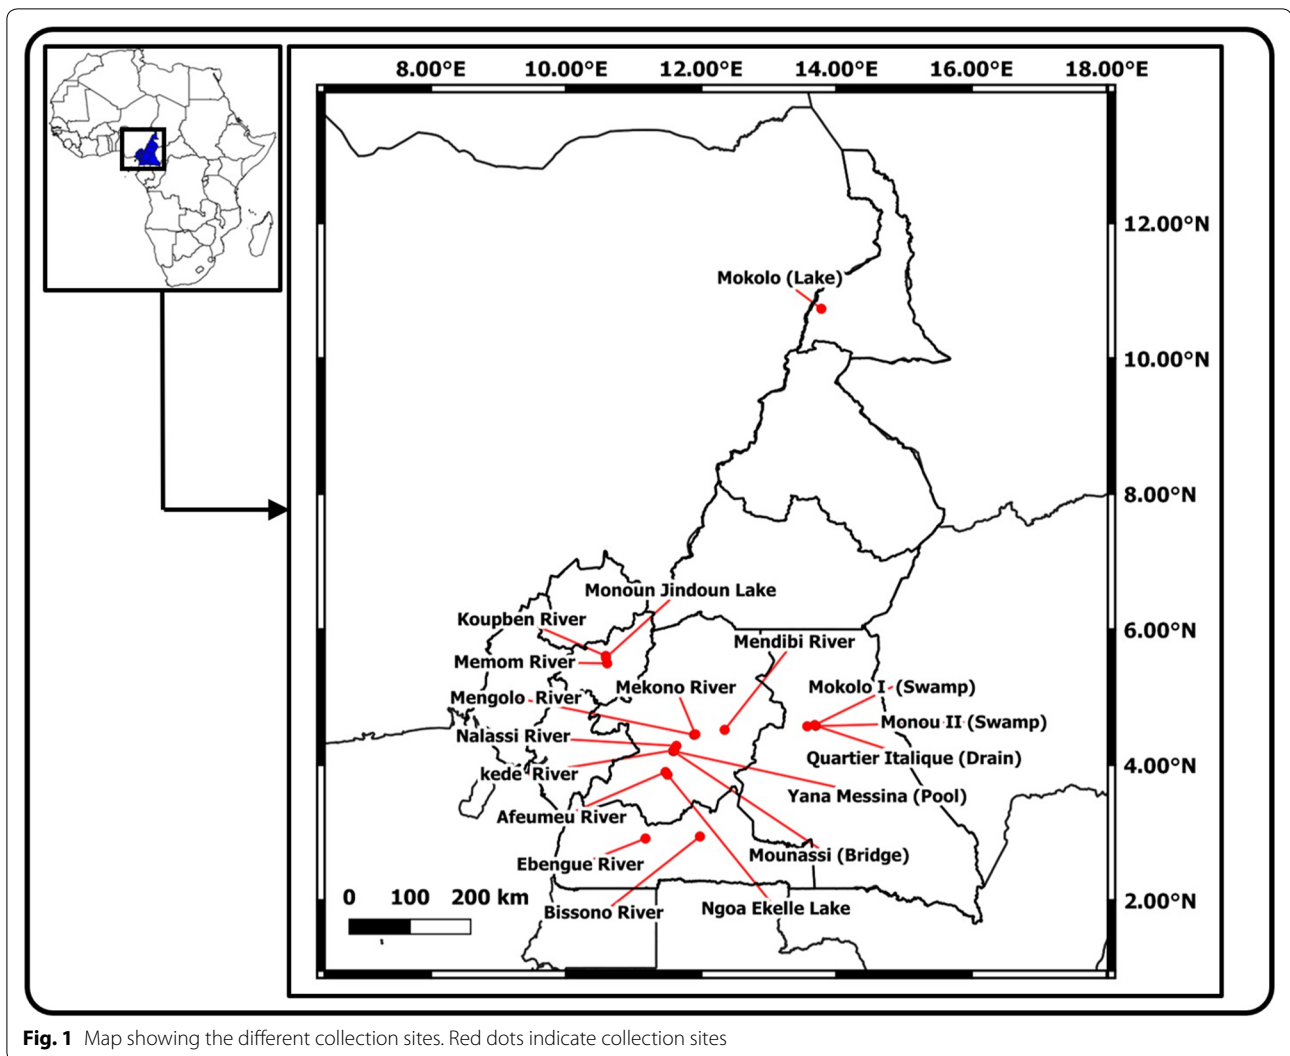 8.00°E 10.00°E 12.00°E 14.00°E 16.00°E 18.00°E
12.00°N
Mokolo (Lake)
10.00°N
8.00°N
Monoun Jindoun Lake
Koupben River
6.00°N
Mendibi River
Memom River
Mekono River
Mokolo I (Swamp)
Mengolo River
Monou II (Swamp)
Nalassi River
Quartier Italique (Drain)
4.00°N
kede River
Yana Messina (Pool)
Afeumeu River
Mounassi (Bridge)
Ebengue River
0 100 200 km
2.00°N
Ngoa Ekelle Lake
Bissono River
Fig. 1 Map showing the different collection sites. Red dots indicate collection sites